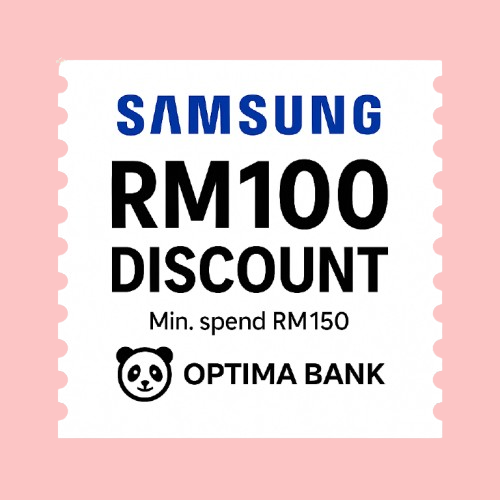 SAMSUNG
RM100
DISCOUNT
Min. spend RM150
OPTIMA BANK